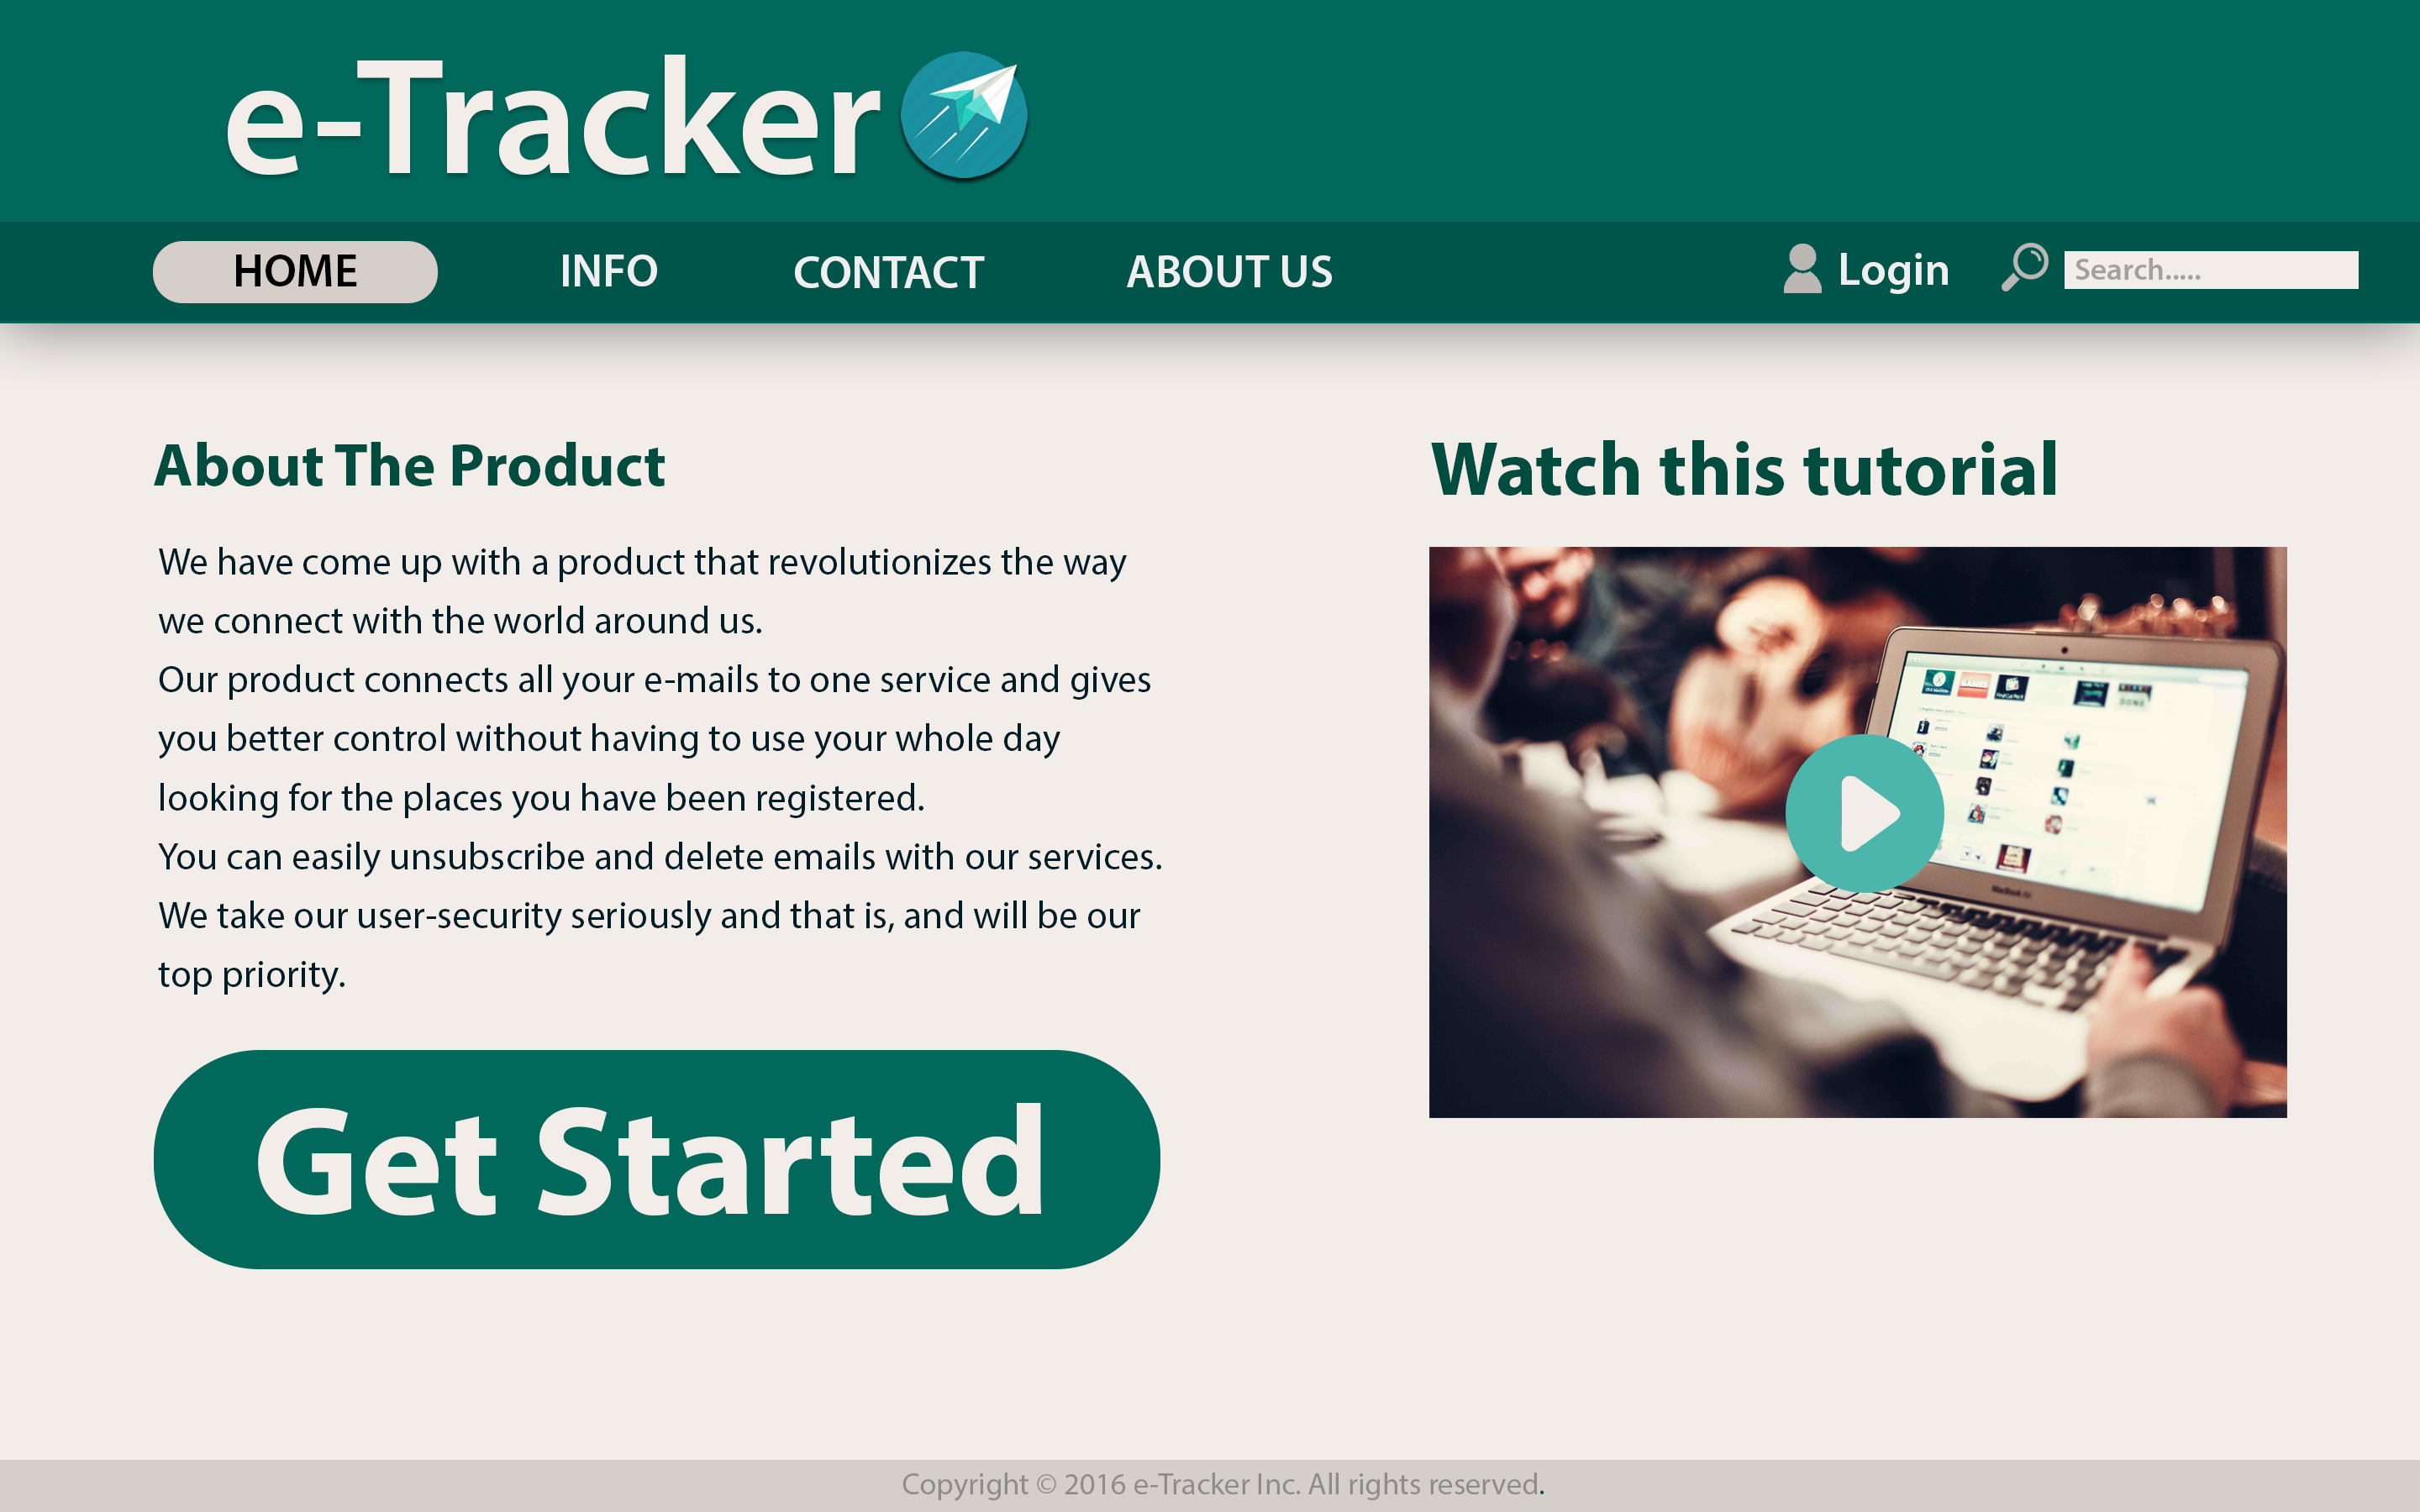 e-Tracker
HOME INFO CONTACT ABOUT US Login Search.....
About The Product
We have come up with a product that revolutionizes the way
we connect with the world around us.
Our product connects all your e-mails to one service and gives
you better control without having to use your whole day
looking for the places you have been registered.
You can easily unsubscribe and delete emails with our services.
We take our user-security seriously and that is, and will be our
top priority.
Get Started
Watch this tutorial
MacBook Air
Copyright © 2016 e-Tracker Inc. All rights reserved.